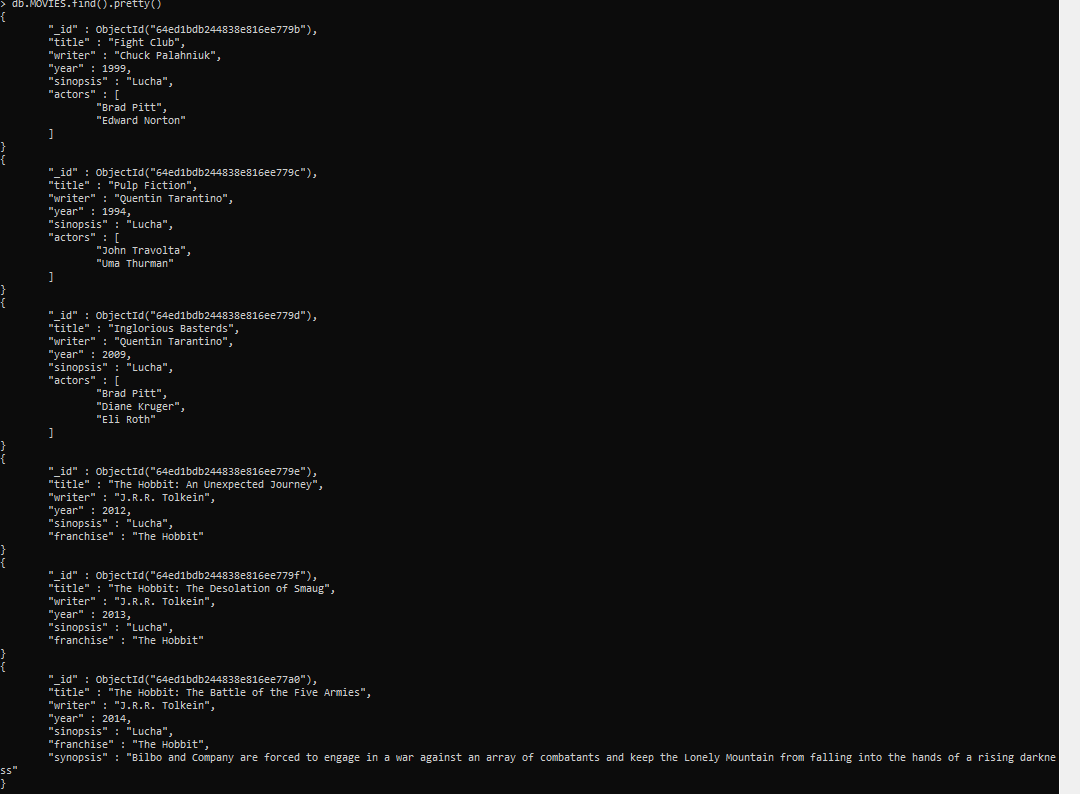 > db.MOVIES.find().pretty()
{
"_id" : ObjectId("64ed1bdb244838e816ee779b"),
"title" : "Fight Club",
"writer" : "Chuck Palahniuk",
"year" : 1999,
"sinopsis" : "Lucha",
"actors" : [
"Brad Pitt",
"Edward Norton"
]
}
{
"_id" : ObjectId("64ed1bdb244838e816ee779c"),
"title" : "Pulp Fiction",
"writer" : "Quentin Tarantino",
"year" : 1994,
"sinopsis" : "Lucha",
"actors" : [
"John Travolta",
"Uma Thurman"
]
}
{
"_id" : ObjectId("64ed1bdb244838e816ee779d"),
"title" : "Inglorious Basterds",
"writer" : "Quentin Tarantino",
"year" : 2009,
"sinopsis" : "Lucha",
"actors" : [
"Brad Pitt",
"Diane Kruger",
"Eli Roth"
]
}
{
"_id" : ObjectId("64ed1bdb244838e816ee779e"),
"title" : "The Hobbit: An Unexpected Journey",
"writer" : "J.R.R. Tolkein",
"year" : 2012,
"sinopsis" : "Lucha",
"franchise" : "The Hobbit"
}
{
"_id" : ObjectId("64ed1bdb244838e816ee779f"),
"title" : "The Hobbit: The Desolation of Smaug",
"writer" : "J.R.R. Tolkein",
"year" : 2013,
"sinopsis" : "Lucha",
"franchise" : "The Hobbit"
}
{
"_id" : ObjectId("64ed1bdb244838e816ee77a0"),
"title" : "The Hobbit: The Battle of the Five Armies",
"writer" : "J.R.R. Tolkein",
"year" : 2014,
"sinopsis" : "Lucha",
"franchise" : "The Hobbit",
"synopsis" : "Bilbo and Company are forced to engage in a war against an array of combatants and keep the Lonely Mountain from falling into the hands of a rising darkne
ss"
}